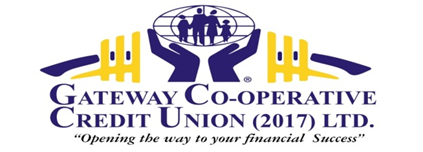 ®
GATEWAY CO-OPERATIVE
CREDIT UNION (2017) LTD.
"Opening the way to your financial Success"